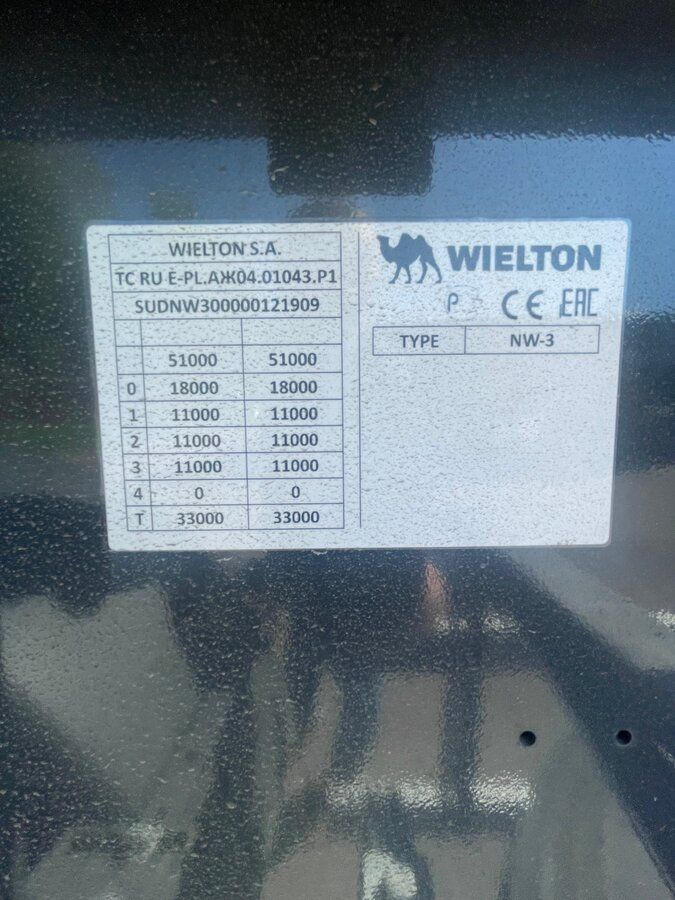 WIELTON S.A.
TC RU E-PL.АЖ04.01043.P1
SUDNW300000121909
51000 51000
0 18000 18000
1 11000 11000
2 11000 11000
3 11000 11000
4 0 0
T 33000 33000
WIELTON
P CE EAC
TYPE NW-3